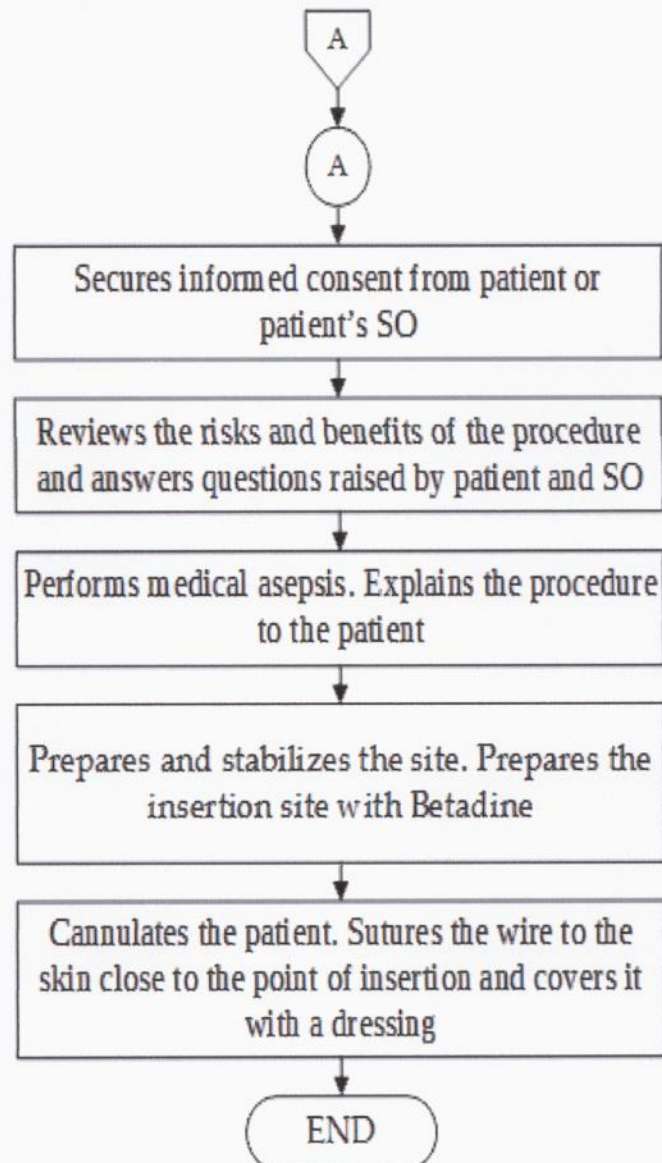 A
A
Secures informed consent from patient or
patient's SO
Reviews the risks and benefits of the procedure
and answers questions raised by patient and SO
Performs medical asepsis. Explains the procedure
to the patient
Prepares and stabilizes the site. Prepares the
insertion site with Betadine
Cannulates the patient. Sutures the wire to the
skin close to the point of insertion and covers it
with a dressing
END